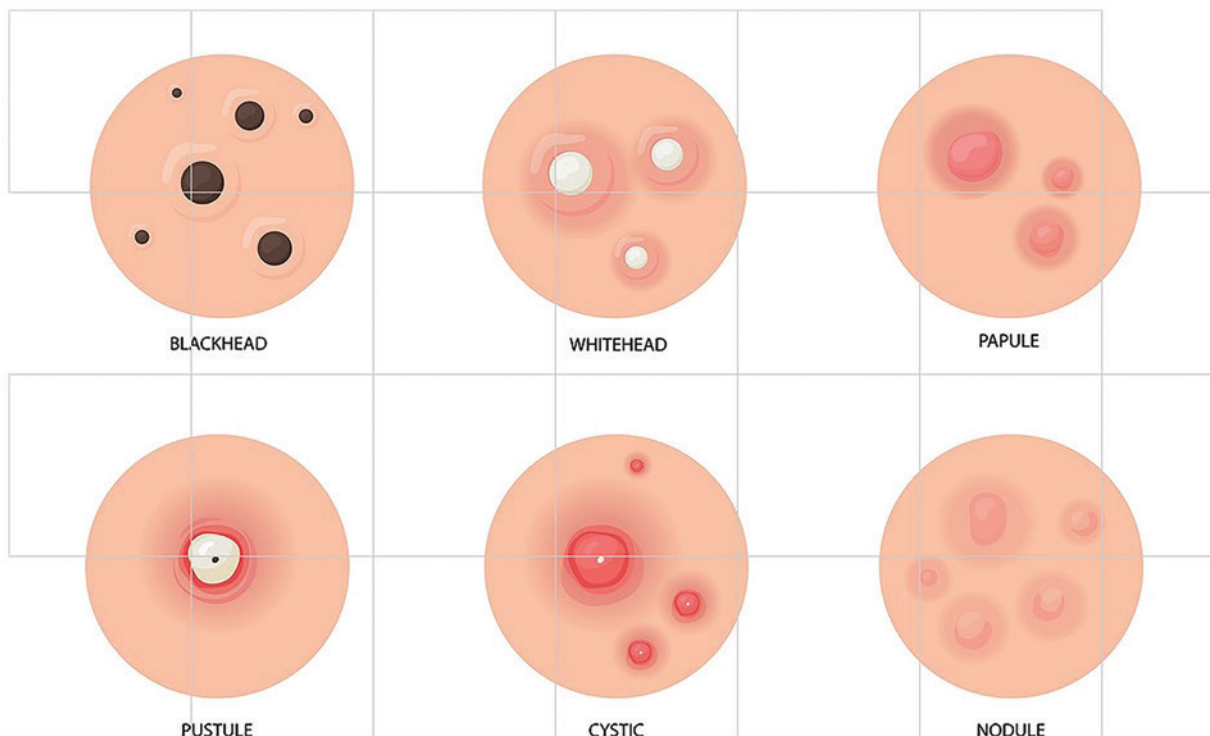 BLACKHEAD
WHITEHEAD
PAPULE
PUSTULE
CYSTIC
NODULE